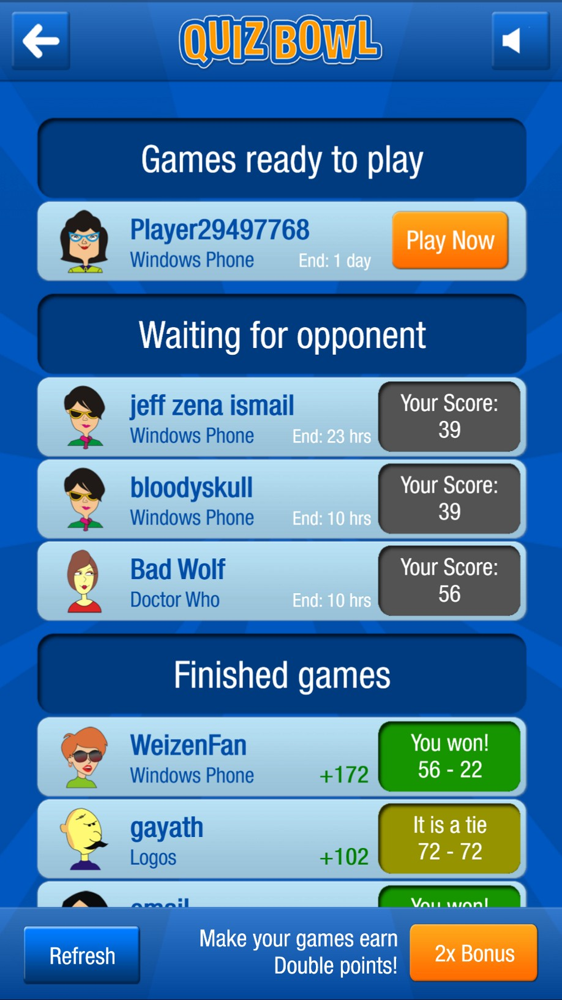 QUIZ BOWL
Games ready to play
Player29497768
Windows Phone
End: 1 day
Play Now
Waiting for opponent
jeff zena ismail
Windows Phone
End: 23 hrs
Your Score:
39
bloodyskull
Windows Phone
End: 10 hrs
Your Score:
39
Bad Wolf
Doctor Who
End: 10 hrs
Your Score:
56
Finished games
WeizenFan
Windows Phone
+172
You won!
56 - 22
gayath
Logos
+102
It is a tie
72 - 72
You won!
Refresh
Make your games earn
Double points!
2x Bonus